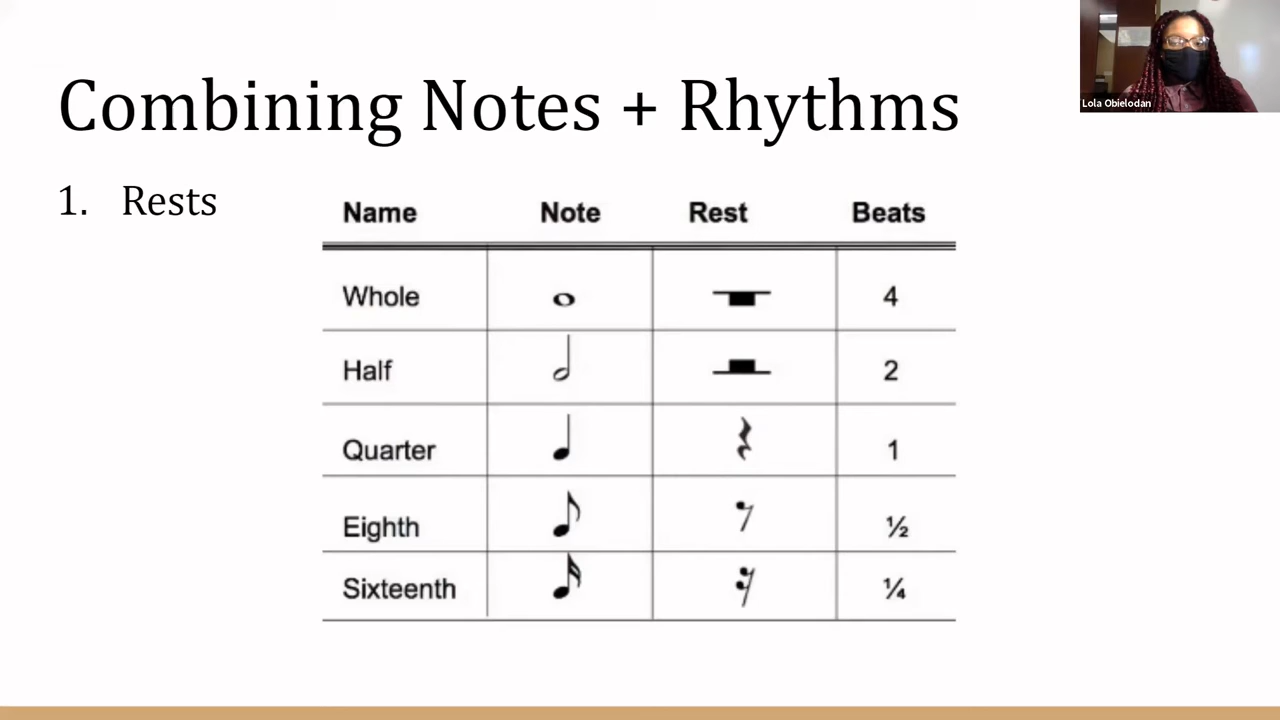 Combining Notes + Rhythms
Lola Obielodan
1. Rests
Name Note Rest Beats
Whole 4
Half 2
Quarter 1
Eighth ½
Sixteenth ¼